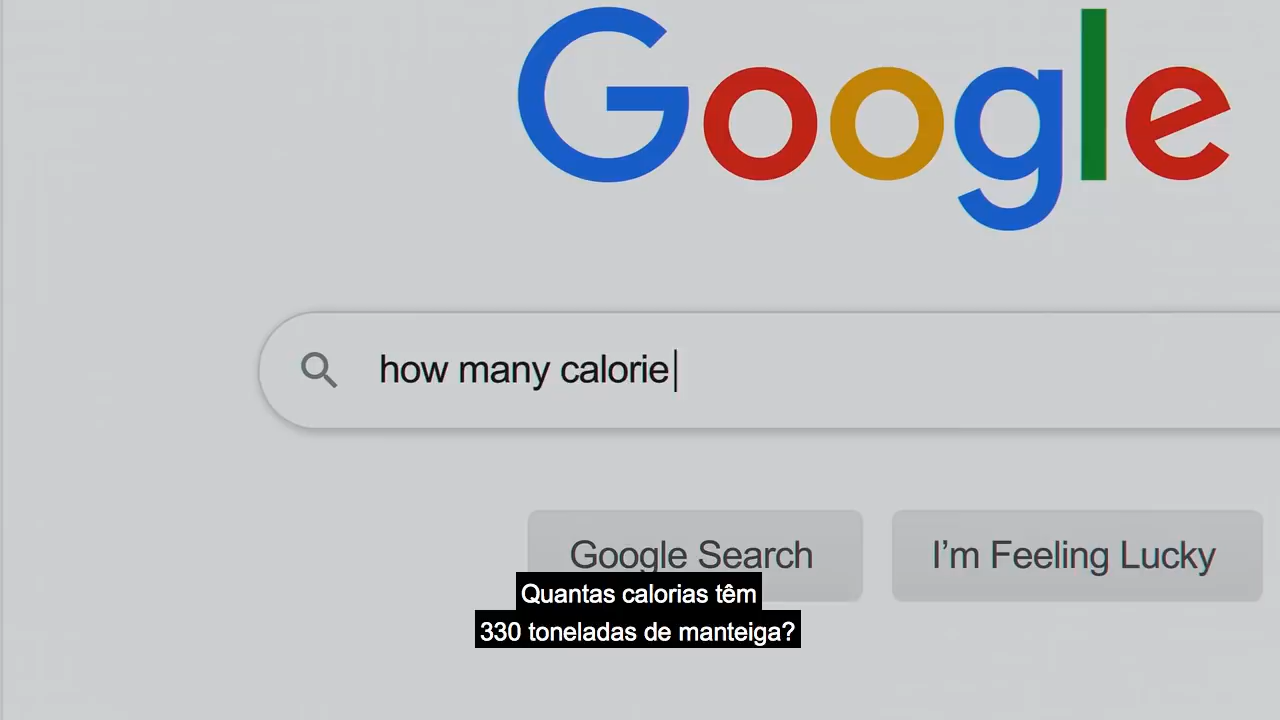 Google
how many calorie
Google Search
I’m Feeling Lucky
Quantas calorias têm
330 toneladas de manteiga?